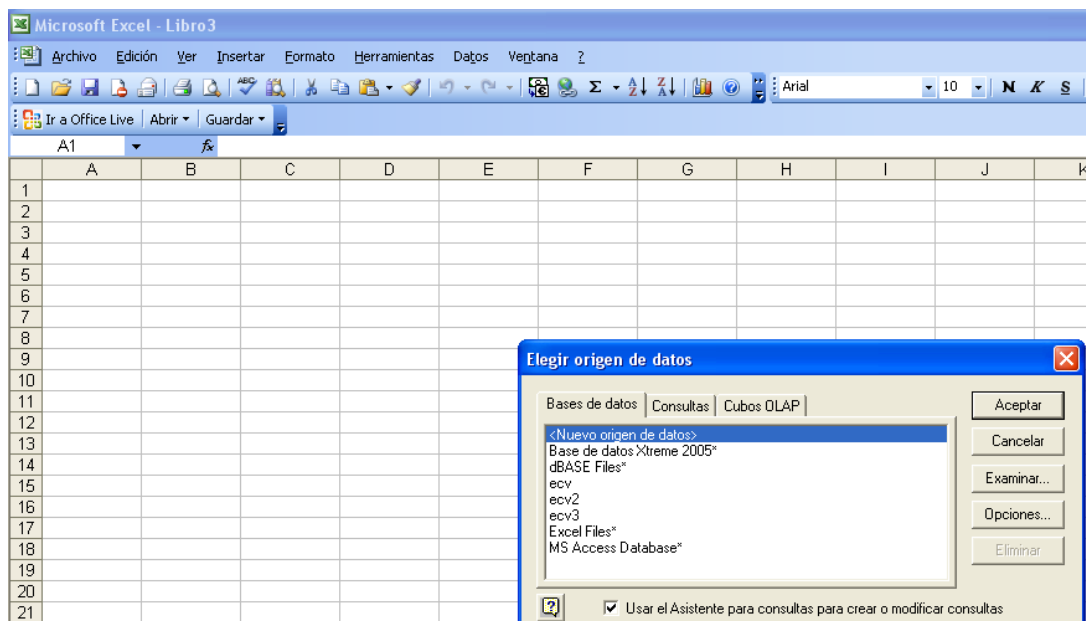 Microsoft Excel - Libro3
Archivo Edición Ver Insertar Formato Herramientas Datos Ventana ?
ABC Σ A Z Z A Arial 10 N K S
Ir a Office Live Abrir Guardar
A1 fx
A B C D E F G H I J K
1
2
3
4
5
6
7
8
9
Elegir origen de datos
10
11
Bases de datos Consultas Cubos OLAP Aceptar
12
<Nuevo origen de datos>
13
Cancelar
Base de datos Xtreme 2005*
14
dBASE Files*
15
ecv Examinar...
16
ecv2
ecv3 Opciones...
17
Excel Files*
18
MS Access Database* Eliminar
19
20
21
? Usar el Asistente para consultas para crear o modificar consultas